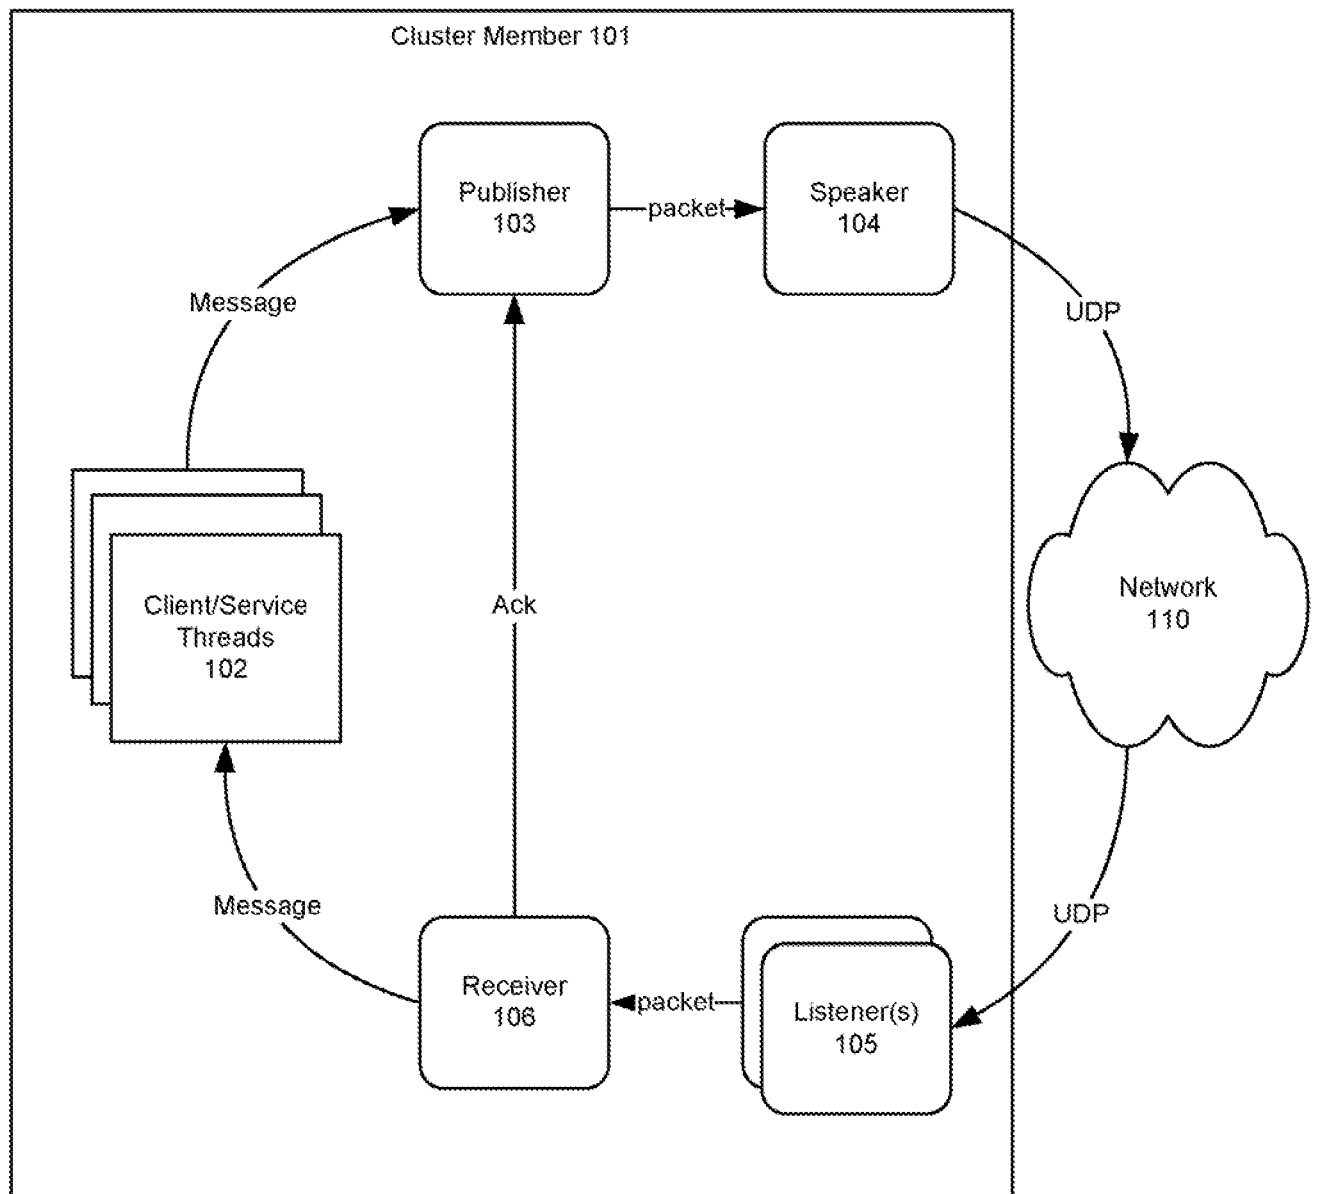 Cluster Member 101
Publisher
103
packet
Speaker
104
Message
UDP
Client/Service
Threads
102
Ack
Network
110
Message
UDP
Receiver
106
packet
Listener(s)
105